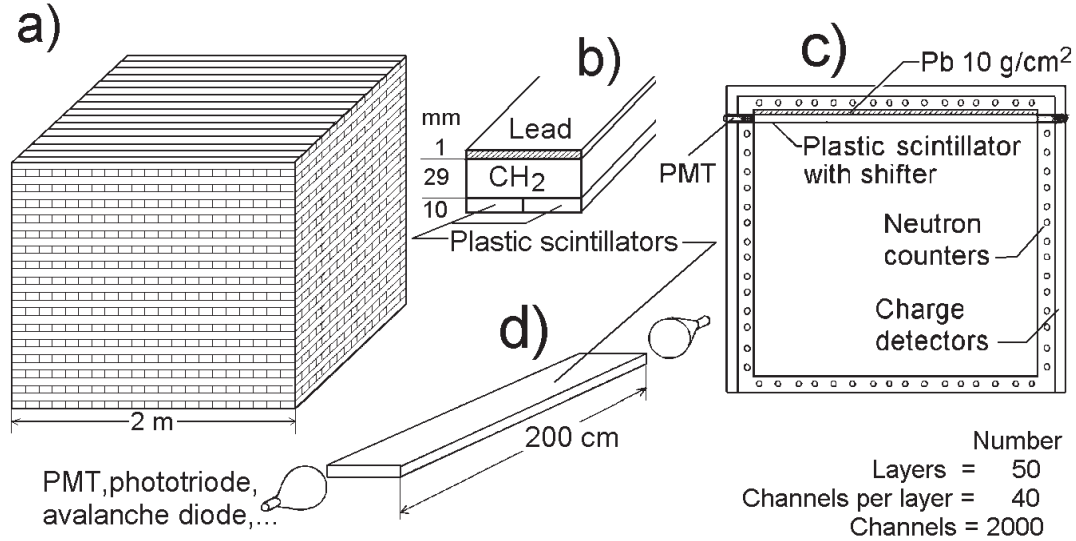 a)
2 m
b)
mm
1
29
10
Lead
CH₂
Plastic scintillators
c)
Pb 10 g/cm²
PMT
Plastic scintillator
with shifter
Neutron
counters
Charge
detectors
d)
200 cm
PMT,phototriode,
avalanche diode,...
Number
Layers = 50
Channels per layer = 40
Channels = 2000